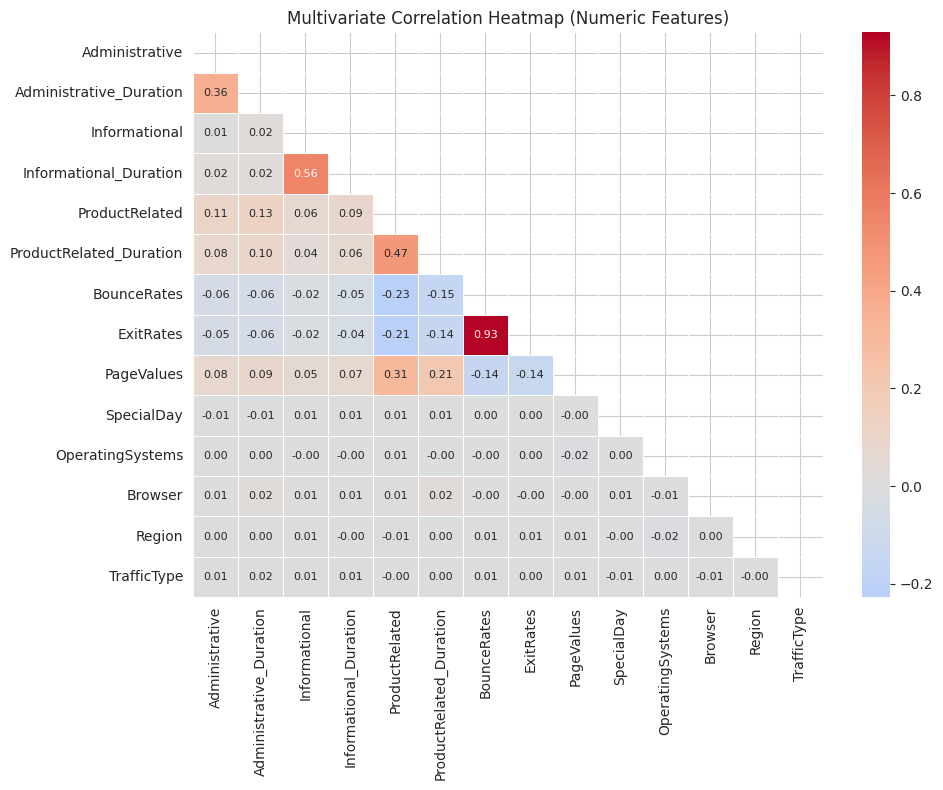 Multivariate Correlation Heatmap (Numeric Features)
Administrative
Administrative_Duration 0.36
Informational 0.01 0.02
Informational_Duration 0.02 0.02 0.56
ProductRelated 0.11 0.13 0.06 0.09
ProductRelated_Duration 0.08 0.10 0.04 0.06 0.47
BounceRates -0.06 -0.06 -0.02 -0.05 -0.23 -0.15
ExitRates -0.05 -0.06 -0.02 -0.04 -0.21 -0.14 0.93
PageValues 0.08 0.09 0.05 0.07 0.31 0.21 -0.14 -0.14
SpecialDay -0.01 -0.01 0.01 0.01 0.01 0.01 0.00 0.00 -0.00
OperatingSystems 0.00 0.00 -0.00 -0.00 0.01 -0.00 -0.00 0.00 -0.02 0.00
Browser 0.01 0.02 0.01 0.01 0.01 0.02 -0.00 -0.00 -0.00 0.01 -0.01
Region 0.00 0.00 0.01 -0.00 -0.01 0.00 0.01 0.01 0.01 -0.00 -0.02 0.00
TrafficType 0.01 0.02 0.01 0.01 -0.00 0.00 0.01 0.00 0.01 -0.01 0.00 -0.01 -0.00
Administrative
Administrative_Duration
Informational
Informational_Duration
ProductRelated
ProductRelated_Duration
BounceRates
ExitRates
PageValues
SpecialDay
OperatingSystems
Browser
Region
TrafficType
0.8
0.6
0.4
0.2
0.0
−0.2